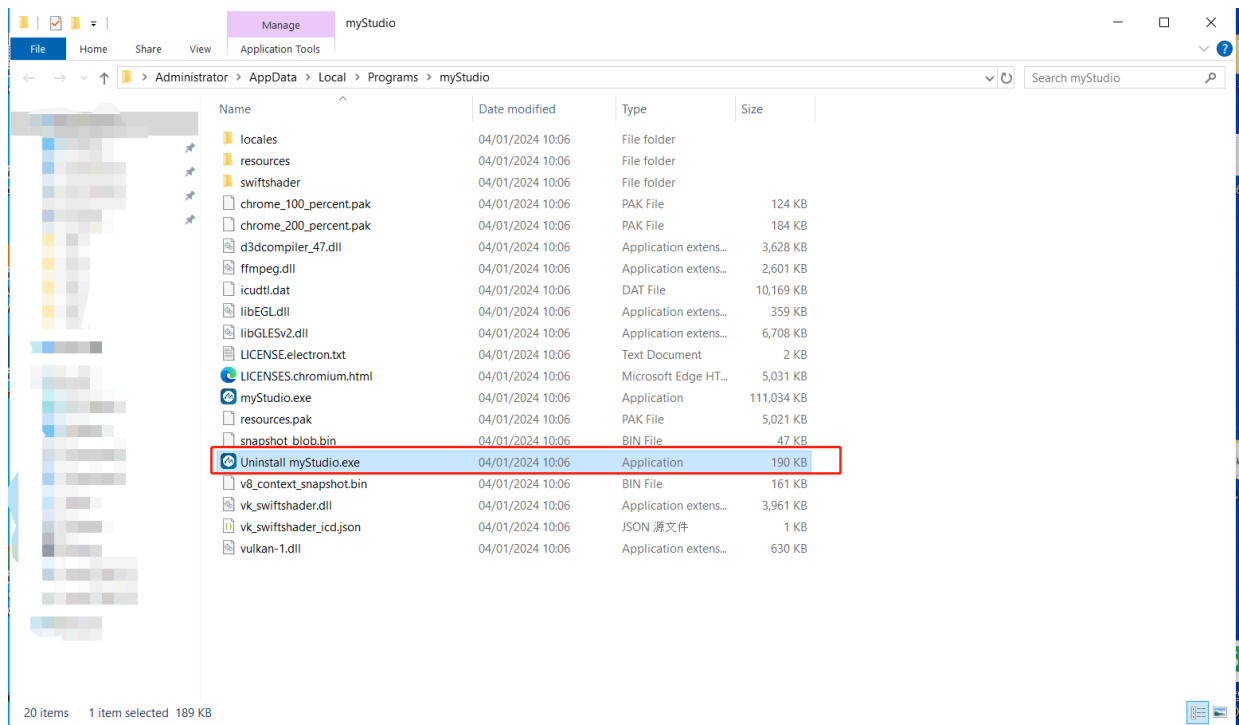 Manage myStudio
File Home Share View Application Tools
Administrator > AppData > Local > Programs > myStudio Search myStudio
Name Date modified Type Size
locales 04/01/2024 10:06 File folder
resources 04/01/2024 10:06 File folder
swiftshader 04/01/2024 10:06 File folder
chrome_100_percent.pak 04/01/2024 10:06 PAK File 124 KB
chrome_200_percent.pak 04/01/2024 10:06 PAK File 184 KB
d3dcompiler_47.dll 04/01/2024 10:06 Application extens... 3,628 KB
ffmpeg.dll 04/01/2024 10:06 Application extens... 2,601 KB
icudtl.dat 04/01/2024 10:06 DAT File 10,169 KB
libEGL.dll 04/01/2024 10:06 Application extens... 359 KB
libGLESv2.dll 04/01/2024 10:06 Application extens... 6,708 KB
LICENSE.electron.txt 04/01/2024 10:06 Text Document 2 KB
LICENSES.chromium.html 04/01/2024 10:06 Microsoft Edge HT... 5,031 KB
myStudio.exe 04/01/2024 10:06 Application 111,034 KB
resources.pak 04/01/2024 10:06 PAK File 5,021 KB
snapshot_blob.bin 04/01/2024 10:06 BIN File 47 KB
Uninstall myStudio.exe 04/01/2024 10:06 Application 190 KB
v8_context_snapshot.bin 04/01/2024 10:06 BIN File 161 KB
vk_swiftshader.dll 04/01/2024 10:06 Application extens... 3,961 KB
vk_swiftshader_icd.json 04/01/2024 10:06 JSON 源文件 1 KB
vulkan-1.dll 04/01/2024 10:06 Application extens... 630 KB
20 items 1 item selected 189 KB